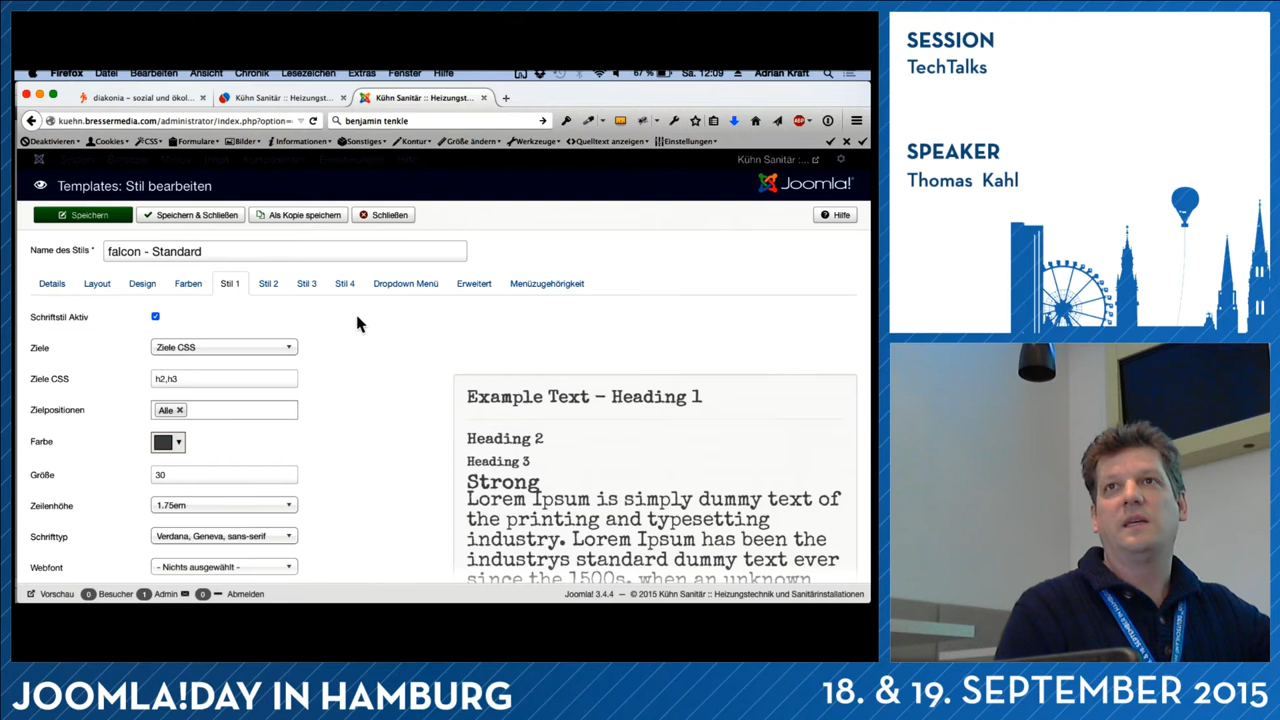 Firefox Datei Bearbeiten Ansicht Chronik Lesezeichen Extras Fenster Hilfe 67 % Sa. 12:09 Adrian Kraft
diakonia – sozial und ökol... × Kühn Sanitär :: Heizungst... × Kühn Sanitär :: Heizungst... × +
kuehn.bressermedia.com/administrator/index.php?option= benjamin tenkle
Deaktivieren Cookies CSS Formulare Bilder Informationen Sonstiges Kontur Größe ändern Werkzeuge Quelltext anzeigen Einstellungen
Kühn Sanitär :...
Templates: Stil bearbeiten
Joomla!
Speichern Speichern & Schließen Als Kopie speichern Schließen Hilfe
Name des Stils * falcon - Standard
Details Layout Design Farben Stil 1 Stil 2 Stil 3 Stil 4 Dropdown Menü Erweitert Menüzugehörigkeit
Schriftstil Aktiv
Ziele Ziele CSS
Ziele CSS h2,h3
Zielpositionen Alle ×
Farbe
Größe 30
Zeilenhöhe 1.75em
Schrifttyp Verdana, Geneva, sans-serif
Webfont - Nichts ausgewählt -
Example Text - Heading 1
Heading 2
Heading 3
Strong
Lorem Ipsum is simply dummy text of
the printing and typesetting
industry. Lorem Ipsum has been the
industrys standard dummy text ever
since the 1500s, when an unknown
Vorschau 0 Besucher 1 Admin 0 Abmelden Joomla! 3.4.4 — © 2015 Kühn Sanitär :: Heizungstechnik und Sanitärinstallationen
SESSION
TechTalks
SPEAKER
Thomas Kahl
JOOMLA!DAY IN HAMBURG
18. & 19. SEPTEMBER 2015